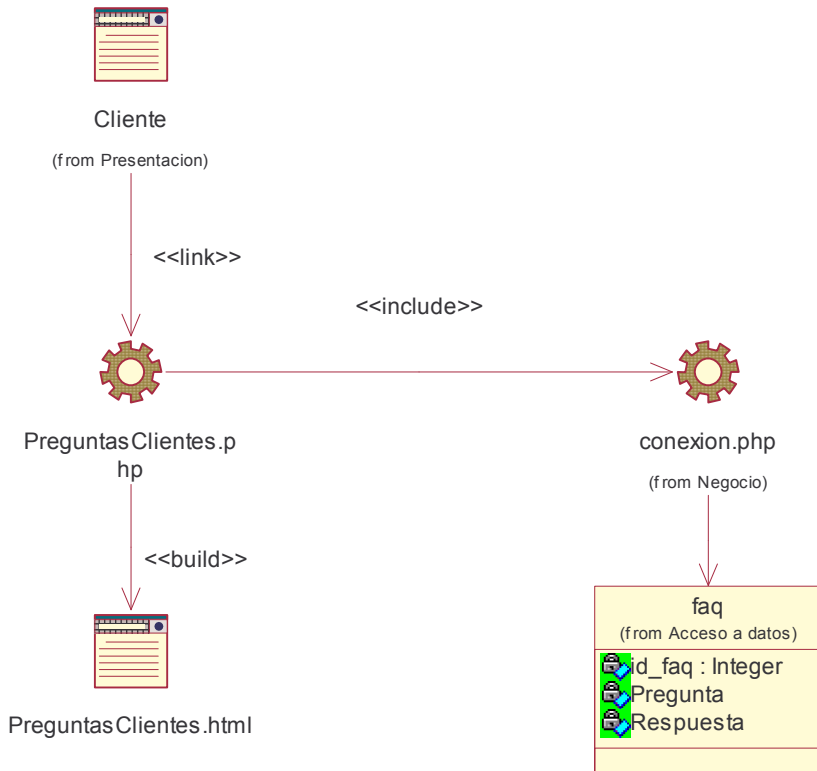 Cliente
(from Presentacion)
<<link>>
<<include>>
PreguntasClientes.p
hp
conexion.php
(from Negocio)
<<build>>
faq
(from Acceso a datos)
id_faq : Integer
Pregunta
Respuesta
PreguntasClientes.html